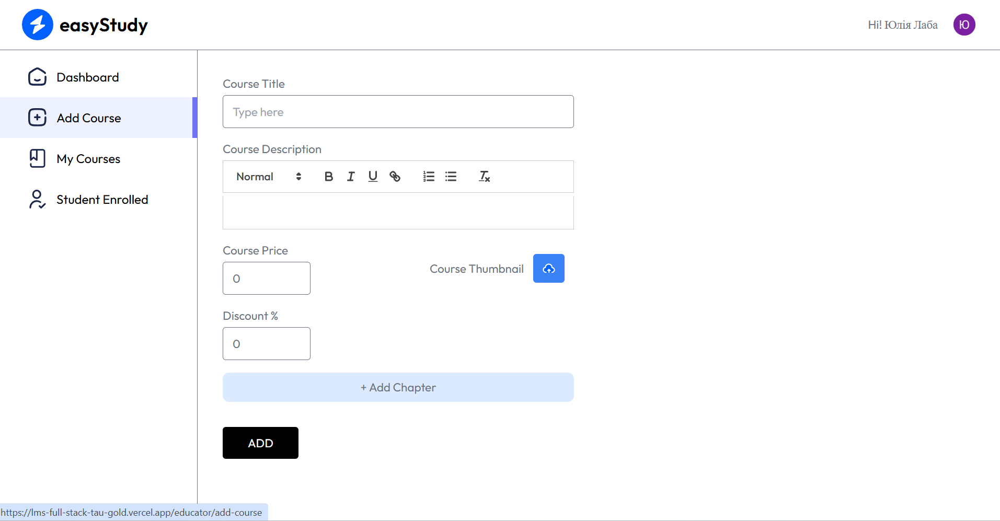 easyStudy
Hi! Юлія Лаба
Ю
Dashboard
Add Course
My Courses
Student Enrolled
Course Title
Type here
Course Description
Normal
Course Price
0
Course Thumbnail
Discount %
0
+ Add Chapter
ADD
https://lms-full-stack-tau-gold.vercel.app/educator/add-course